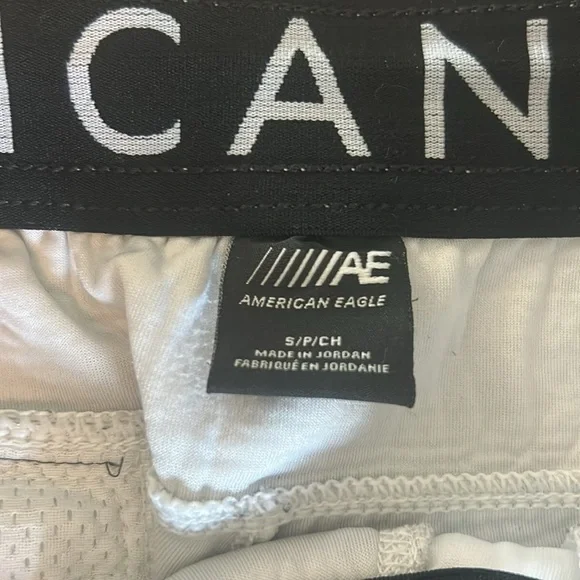 ICAN
AE
AMERICAN EAGLE
S/P/CH
MADE IN JORDAN
FABRIQUÉ EN JORDANIE